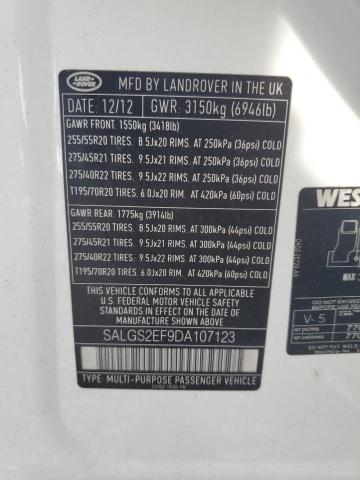 LAND
ROVER
MFD BY LANDROVER IN THE UK
DATE: 12/12 GWR: 3150kg (6946lb)
GAWR FRONT: 1550kg (3418lb)
255/55R20 TIRES. 8.5Jx20 RIMS. AT 250kPA (36psi) COLD
275/45R21 TIRES. 9.5Jx21 RIMS. AT 250kPA (36psi) COLD
275/40R22 TIRES. 9.5Jx22 RIMS. AT 250kPA (36psi) COLD
T195/70R20 TIRES. 6.0Jx20 RIMS. AT 420kPA (60psi) COLD
GAWR REAR: 1775kg (3914lb)
255/55R20 TIRES. 8.5Jx20 RIMS. AT 300kPA (44psi) COLD
275/45R21 TIRES. 9.5Jx21 RIMS. AT 300kPA (44psi) COLD
275/40R22 TIRES. 9.5Jx22 RIMS. AT 300kPA (44psi) COLD
T195/70R20 TIRES. 6.0Jx20 RIMS. AT 420kPA (60psi) COLD
THIS VEHICLE CONFORMS TO ALL APPLICABLE
U.S FEDERAL MOTOR VEHICLE SAFETY
STANDARDS IN EFFECT ON THE DATE OF
MANUFACTURE SHOWN ABOVE.
SALGS2EF9DA107123
TYPE: MULTI-PURPOSE PASSENGER VEHICLE
WES
MAX
V-5